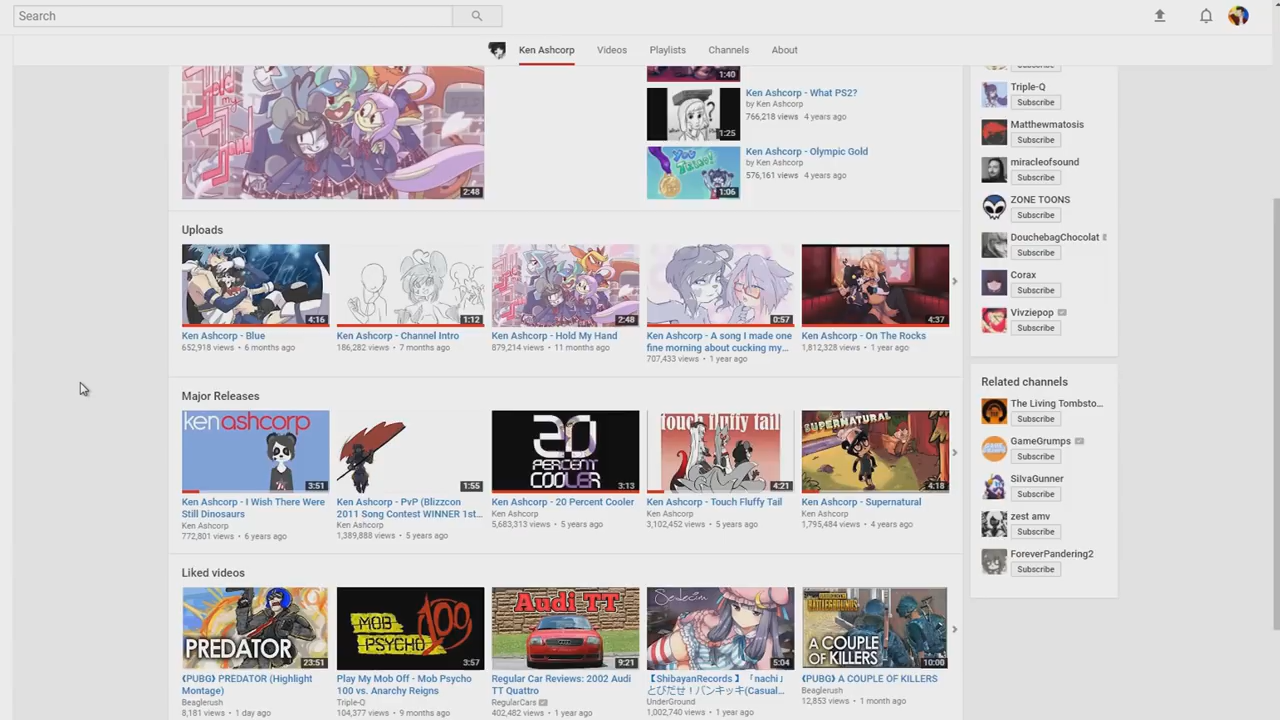 Search
Ken Ashcorp
Videos
Playlists
Channels
About
1:40
2:48
Ken Ashcorp - What PS2?
by Ken Ashcorp
766,218 views 4 years ago
1:25
Ken Ashcorp - Olympic Gold
by Ken Ashcorp
576,161 views 4 years ago
1:06
Uploads
4:16
Ken Ashcorp - Blue
652,918 views • 6 months ago
1:12
Ken Ashcorp - Channel Intro
186,282 views • 7 months ago
2:48
Ken Ashcorp - Hold My Hand
879,214 views • 11 months ago
0:57
Ken Ashcorp - A song I made one
fine morning about cucking my...
707,433 views • 1 year ago
4:37
Ken Ashcorp - On The Rocks
1,812,328 views • 1 year ago
Major Releases
ken ashcorp
3:51
Ken Ashcorp - I Wish There Were
Still Dinosaurs
Ken Ashcorp
772,801 views • 6 years ago
1:55
Ken Ashcorp - PvP (Blizzcon
2011 Song Contest WINNER 1st...
Ken Ashcorp
1,389,888 views • 5 years ago
20
PERCENT
COOLER
3:13
Ken Ashcorp - 20 Percent Cooler
Ken Ashcorp
5,683,313 views • 5 years ago
touch fluffy tail
4:21
Ken Ashcorp - Touch Fluffy Tail
Ken Ashcorp
3,102,452 views • 5 years ago
SUPERNATURAL
4:18
Ken Ashcorp - Supernatural
Ken Ashcorp
1,795,484 views • 4 years ago
Liked videos
PREDATOR
23:51
《PUBG》 PREDATOR (Highlight
Montage)
Beaglerush
8,181 views • 1 day ago
MOB
PSYCHO
100
3:57
Play My Mob Off - Mob Psycho
100 vs. Anarchy Reigns
Triple-Q
104,377 views • 9 months ago
Audi TT
9:21
Regular Car Reviews: 2002 Audi
TT Quattro
RegularCars
402,482 views • 1 year ago
5:04
【ShibayanRecords 】「nachi」
とびだせ！バンキッキ(Casual...
UnderGround
1,002,740 views • 1 year ago
BATTLEGROUNDS
A COUPLE
OF KILLERS
10:00
《PUBG》 A COUPLE OF KILLERS
Beaglerush
12,853 views • 1 month ago
Subscribe
Triple-Q
Subscribe
Matthewmatosis
Subscribe
miracleofsound
Subscribe
ZONE TOONS
Subscribe
DouchebagChocolat
Subscribe
Corax
Subscribe
Vivziepop
Subscribe
Related channels
The Living Tombsto...
Subscribe
GameGrumps
Subscribe
SilvaGunner
Subscribe
zest amv
Subscribe
ForeverPandering2
Subscribe